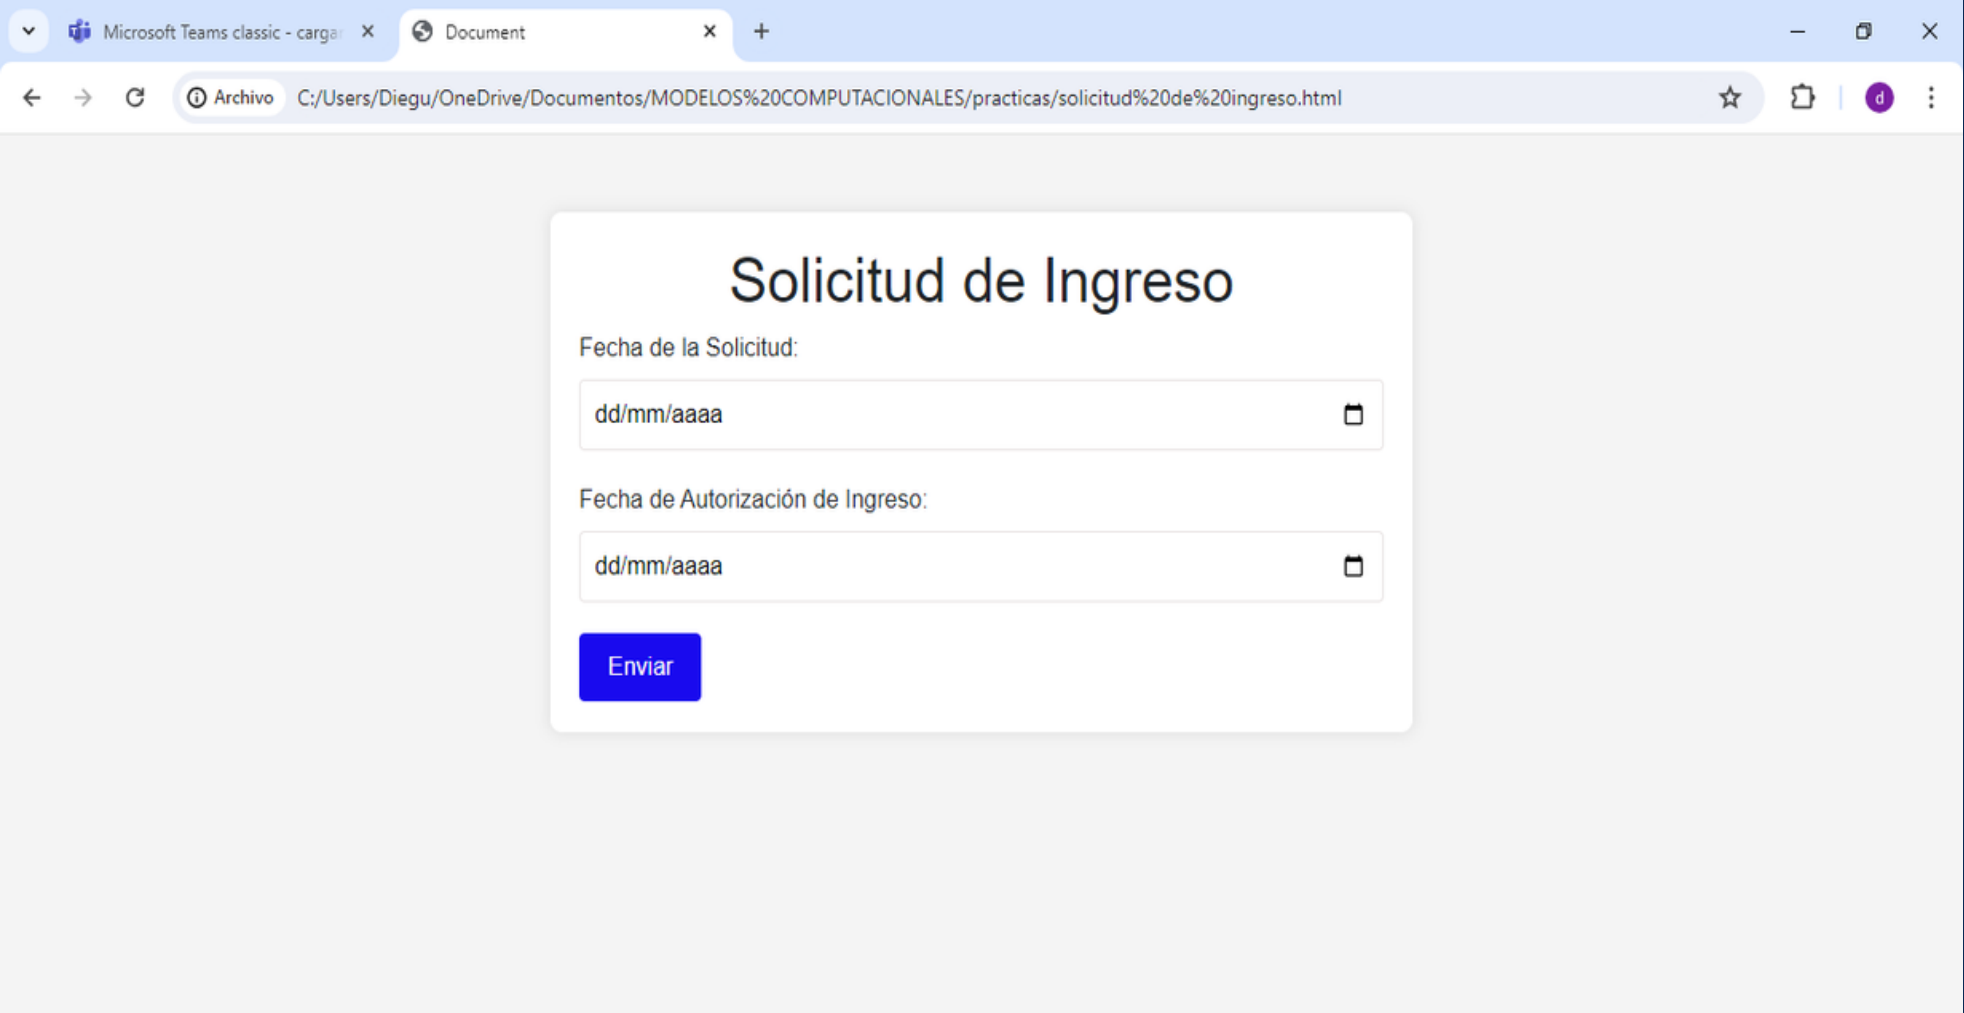 Microsoft Teams classic - carga
Document
Archivo
C:/Users/Diegu/OneDrive/Documentos/MODELOS%20COMPUTACIONALES/practicas/solicitud%20de%20ingreso.html
d
Solicitud de Ingreso
Fecha de la Solicitud:
dd/mm/aaaa
Fecha de Autorización de Ingreso:
dd/mm/aaaa
Enviar